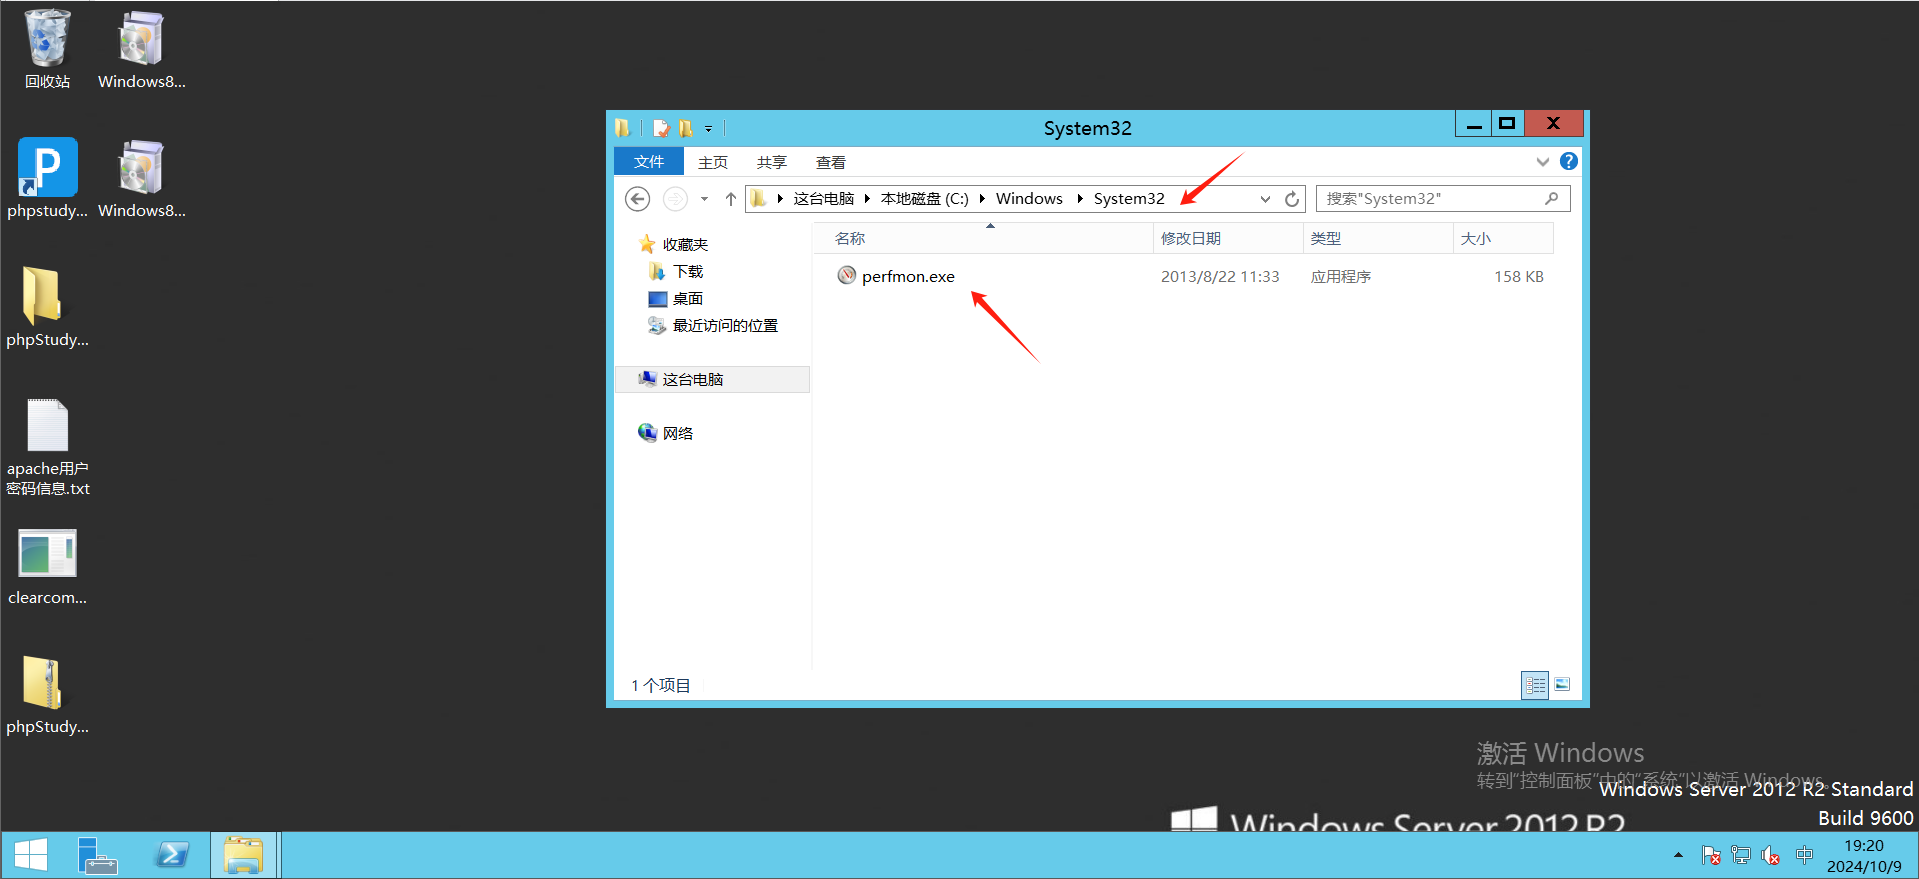 回收站
Windows8...
phpstudy...
Windows8...
phpStudy...
apache用户
密码信息.txt
clearcom...
phpStudy...
System32
文件 主页 共享 查看
这台电脑 本地磁盘 (C:) Windows System32
搜索"System32"
收藏夹
下载
桌面
最近访问的位置
这台电脑
网络
名称 修改日期 类型 大小
perfmon.exe 2013/8/22 11:33 应用程序 158 KB
1 个项目
激活 Windows
转到"控制面板"中的"系统"以激活 Windows。
Windows Server 2012 R2 Standard
Build 9600
Windows Server 2012 R2
中
19:20
2024/10/9